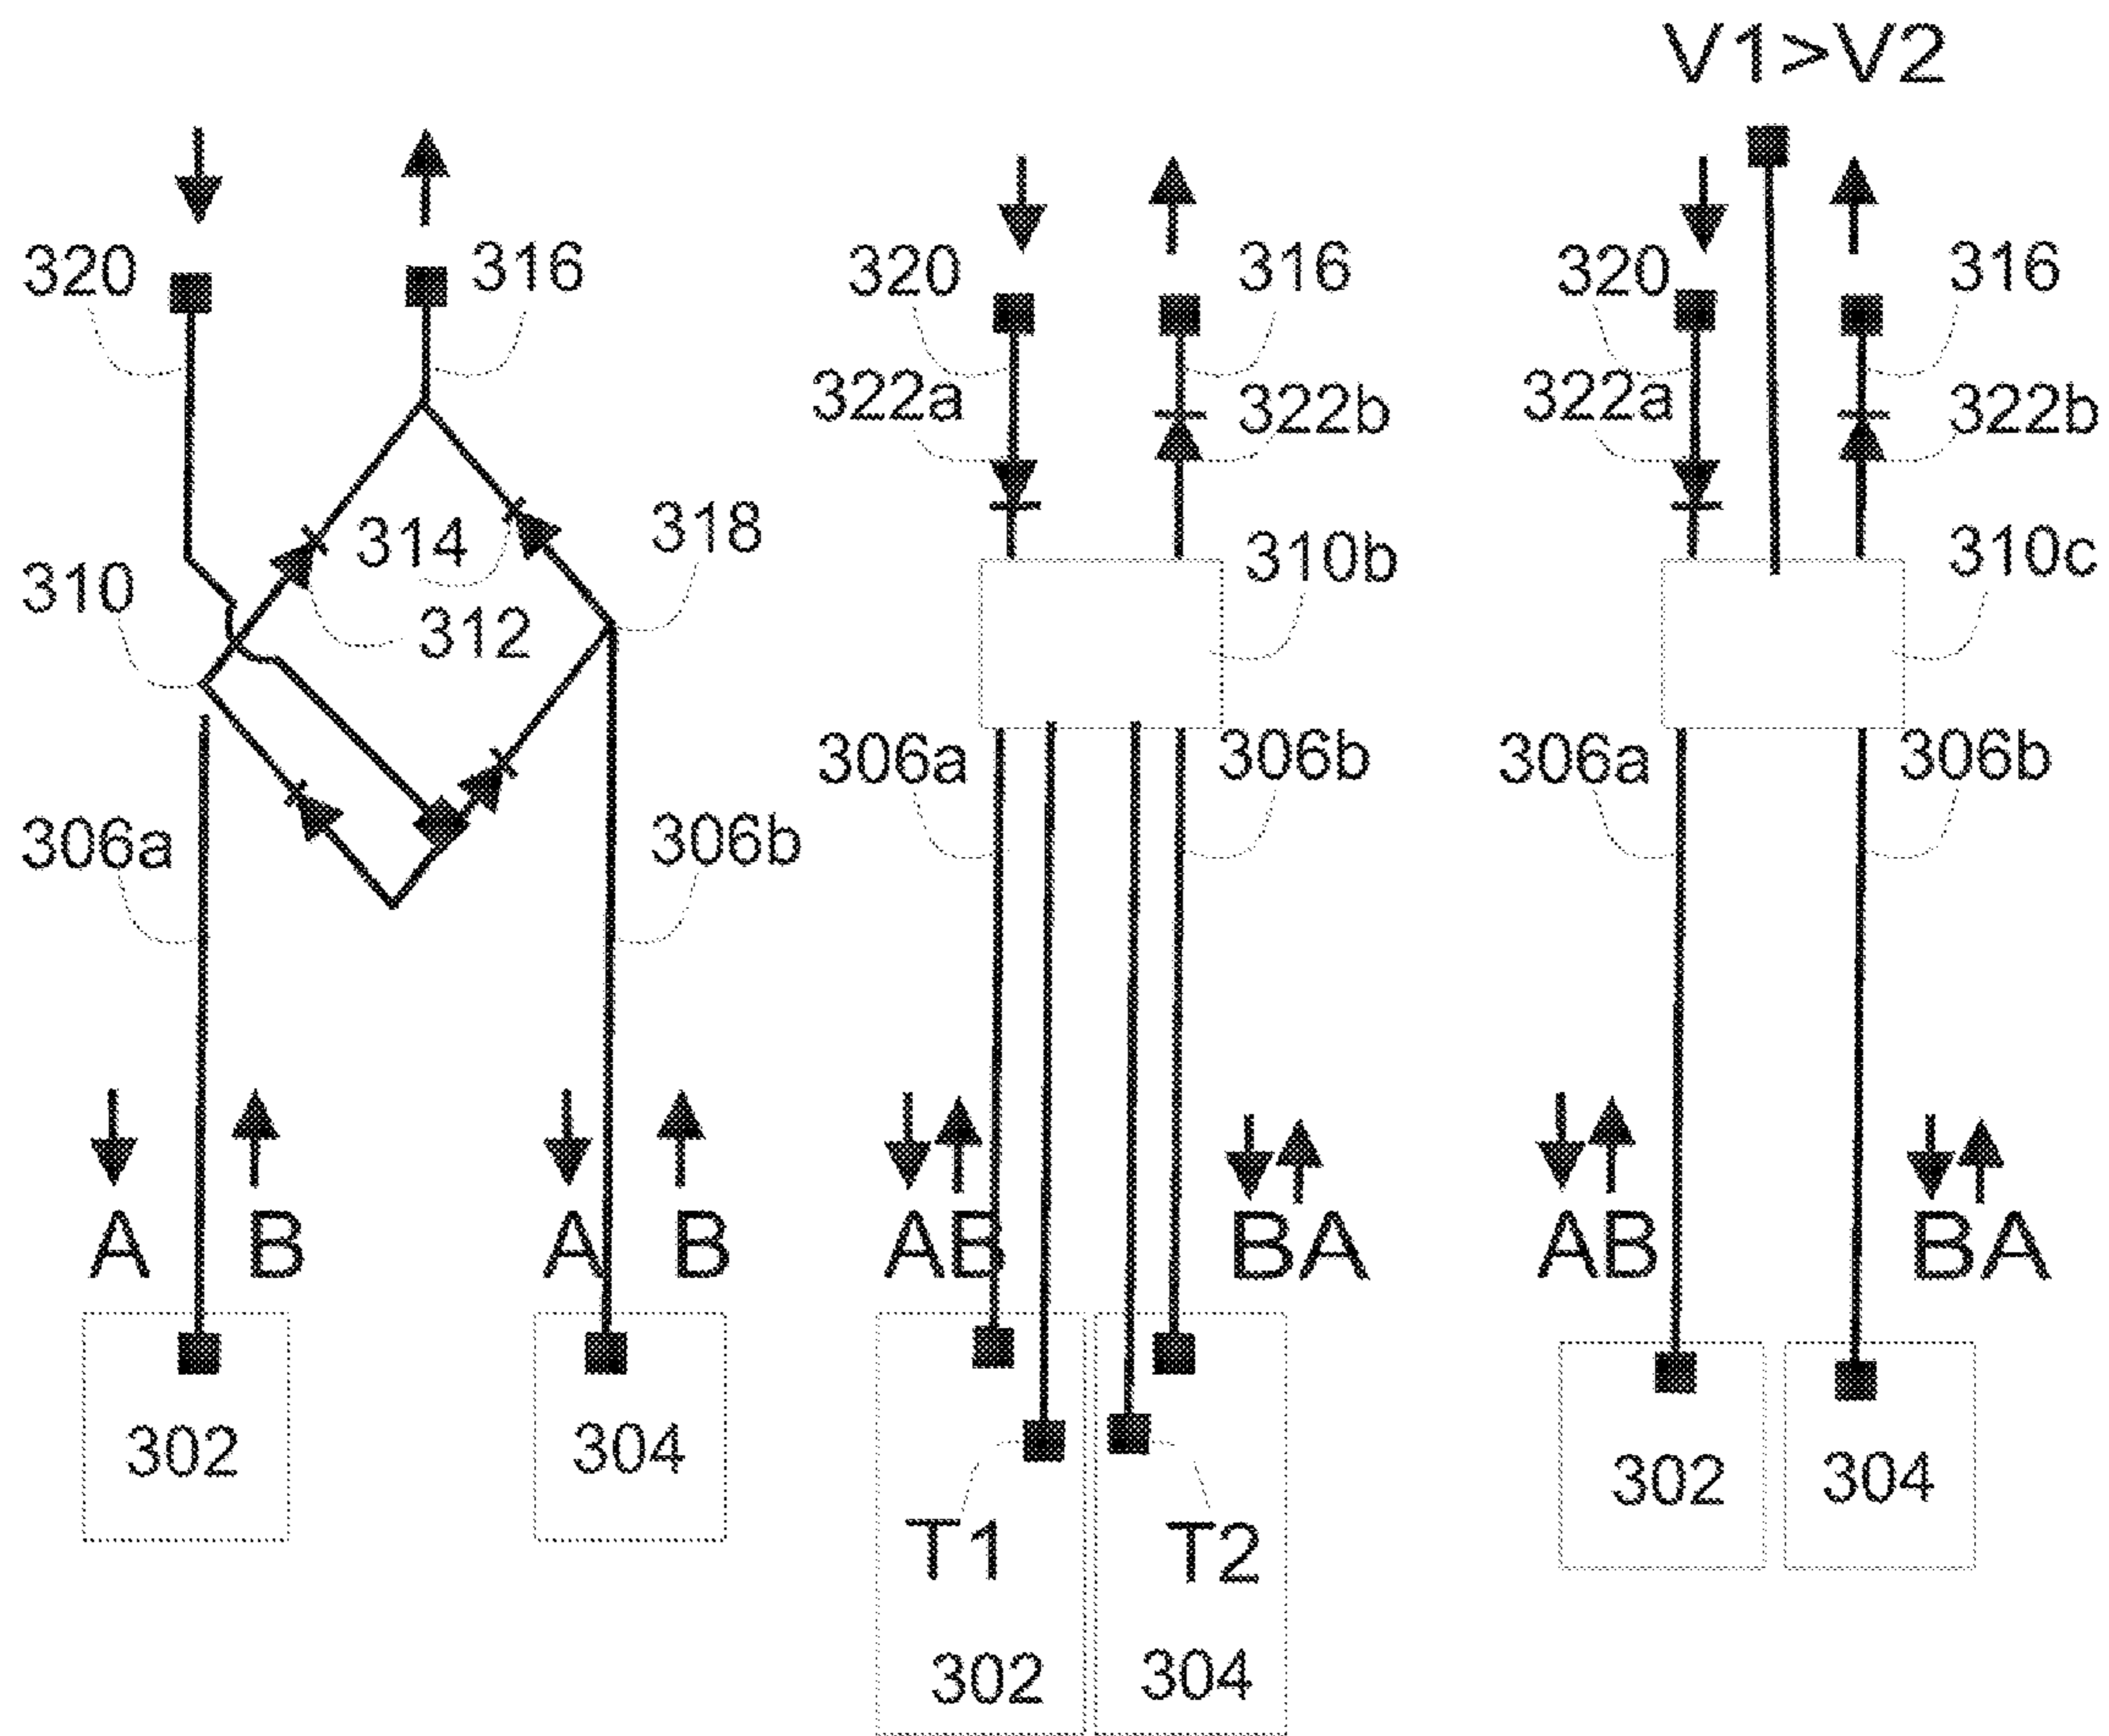 V1>V2
320 316 320 316 320 316
322a 322b 322a 322b
314 318
310 310b 310c
312
306a 306b 306a 306b
306a 306b
A B A B AB BA AB BA
302 304 302 304
T1 T2
302 304